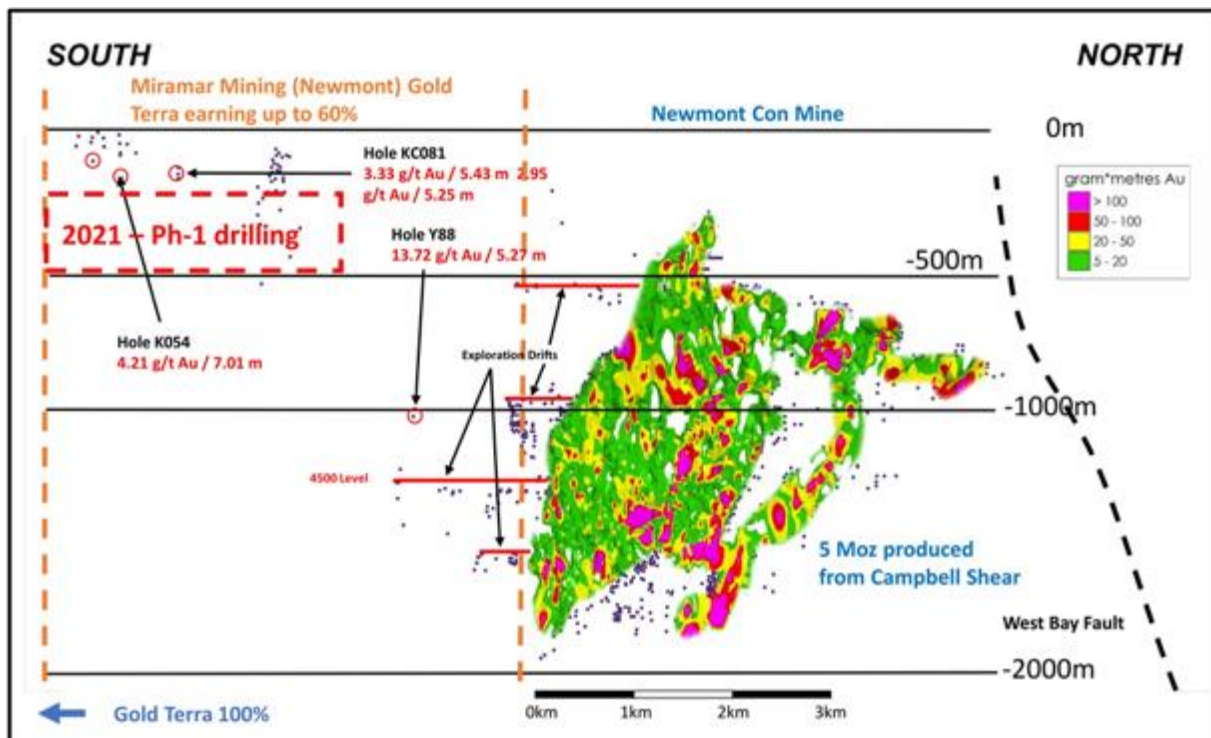 SOUTH
NORTH
Miramar Mining (Newmont) Gold
Terra earning up to 60%
Newmont Con Mine
0m
Hole KC081
3.33 g/t Au / 5.43 m 2.95
g/t Au / 5.25 m
gram*metres Au
> 100
50 - 100
20 - 50
5 - 20
2021 – Ph-1 drilling
Hole Y88
13.72 g/t Au / 5.27 m
-500m
Hole K054
4.21 g/t Au / 7.01 m
Exploration Drifts
-1000m
4500 Level
5 Moz produced
from Campbell Shear
West Bay Fault
-2000m
0km
1km
2km
3km
Gold Terra 100%